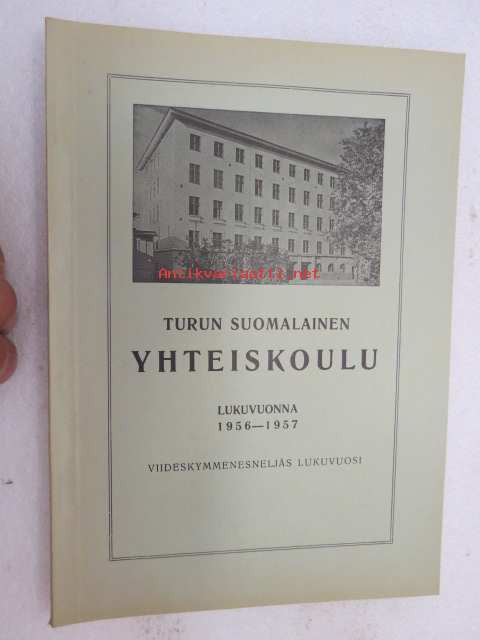 Antikvariaatti.net
TURUN SUOMALAINEN
YHTEISKOULU
LUKUVUONNA
1956—1957
VIIDESKYMMENESNELJÄS LUKUVUOSI